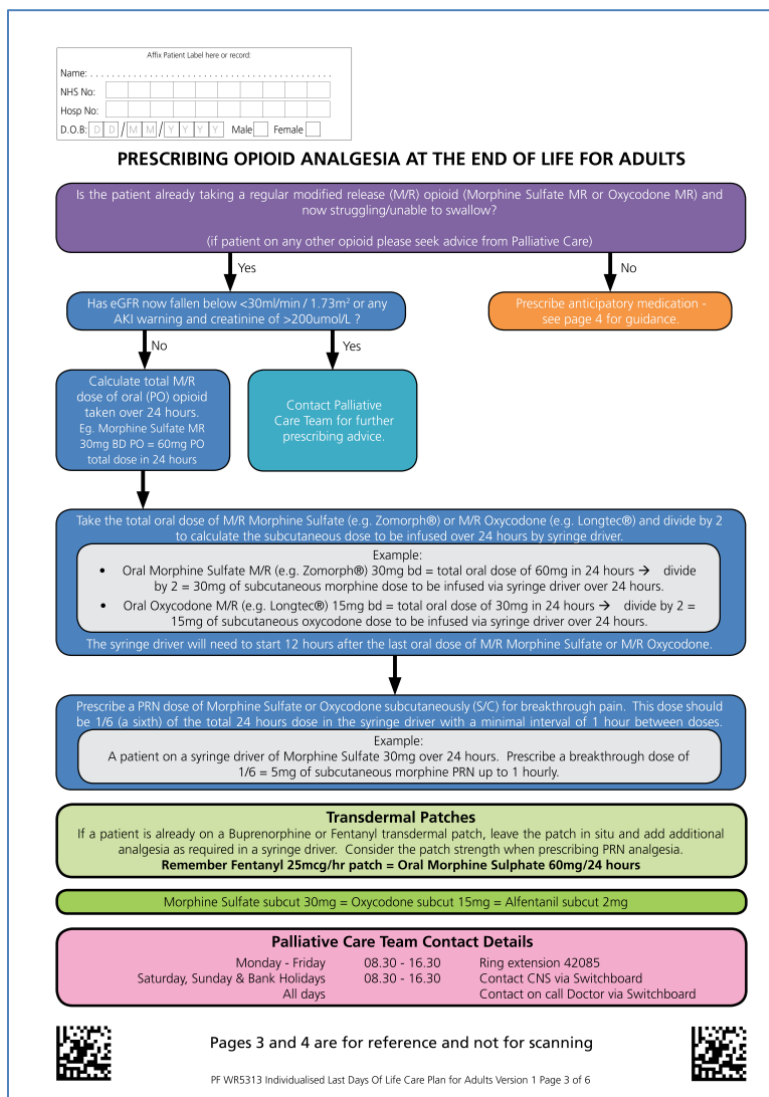 Affix Patient Label here or record:
Name: . . . . . . . . . . . . . . . . . . . . . . . . . . . . . . . . . . . . . . . . .
NHS No:
Hosp No:
D.O.B: D D / M M / Y Y Y Y Male Female
PRESCRIBING OPIOID ANALGESIA AT THE END OF LIFE FOR ADULTS
Is the patient already taking a regular modified release (M/R) opioid (Morphine Sulfate MR or Oxycodone MR) and
now struggling/unable to swallow?
(if patient on any other opioid please seek advice from Palliative Care)
Yes
No
Has eGFR now fallen below <30ml/min / 1.73m² or any
AKI warning and creatinine of >200umol/L ?
Prescribe anticipatory medication -
see page 4 for guidance.
No
Yes
Calculate total M/R
dose of oral (PO) opioid
taken over 24 hours.
Eg. Morphine Sulfate MR
30mg BD PO = 60mg PO
total dose in 24 hours
Contact Palliative
Care Team for further
prescribing advice.
Take the total oral dose of M/R Morphine Sulfate (e.g. Zomorph®) or M/R Oxycodone (e.g. Longtec®) and divide by 2
to calculate the subcutaneous dose to be infused over 24 hours by syringe driver.
Example:
• Oral Morphine Sulfate M/R (e.g. Zomorph®) 30mg bd = total oral dose of 60mg in 24 hours → divide
by 2 = 30mg of subcutaneous morphine dose to be infused via syringe driver over 24 hours.
• Oral Oxycodone M/R (e.g. Longtec®) 15mg bd = total oral dose of 30mg in 24 hours → divide by 2 =
15mg of subcutaneous oxycodone dose to be infused via syringe driver over 24 hours.
The syringe driver will need to start 12 hours after the last oral dose of M/R Morphine Sulfate or M/R Oxycodone.
Prescribe a PRN dose of Morphine Sulfate or Oxycodone subcutaneously (S/C) for breakthrough pain. This dose should
be 1/6 (a sixth) of the total 24 hours dose in the syringe driver with a minimal interval of 1 hour between doses.
Example:
A patient on a syringe driver of Morphine Sulfate 30mg over 24 hours. Prescribe a breakthrough dose of
1/6 = 5mg of subcutaneous morphine PRN up to 1 hourly.
Transdermal Patches
If a patient is already on a Buprenorphine or Fentanyl transdermal patch, leave the patch in situ and add additional
analgesia as required in a syringe driver. Consider the patch strength when prescribing PRN analgesia.
Remember Fentanyl 25mcg/hr patch = Oral Morphine Sulphate 60mg/24 hours
Morphine Sulfate subcut 30mg = Oxycodone subcut 15mg = Alfentanil subcut 2mg
Palliative Care Team Contact Details
Monday - Friday 08.30 - 16.30 Ring extension 42085
Saturday, Sunday & Bank Holidays 08.30 - 16.30 Contact CNS via Switchboard
All days Contact on call Doctor via Switchboard
Pages 3 and 4 are for reference and not for scanning
PF WR5313 Individualised Last Days Of Life Care Plan for Adults Version 1 Page 3 of 6